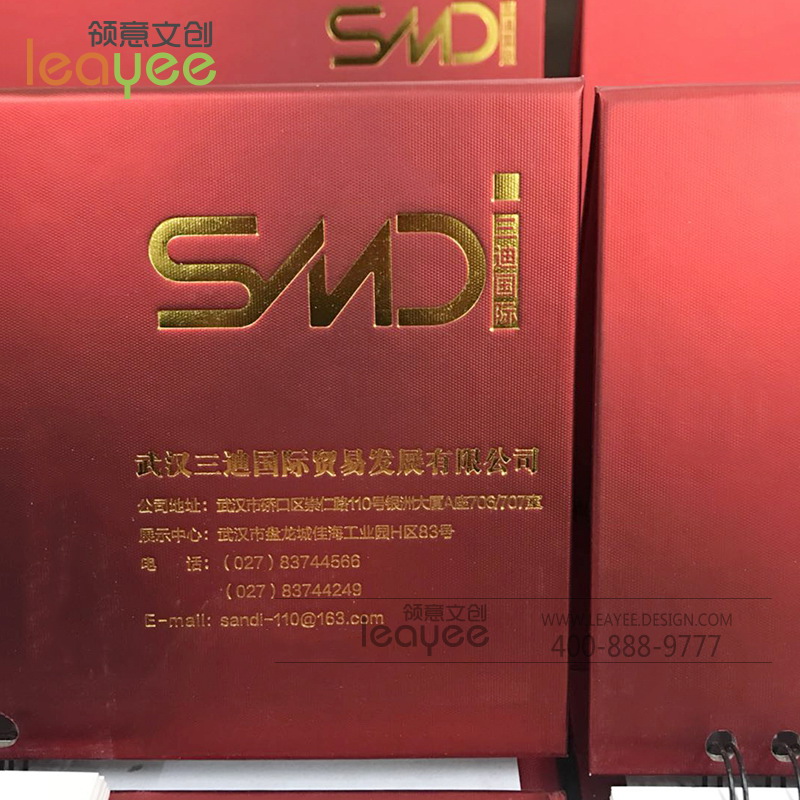 领意文创
leayee
SMDi
三迪国际
SMDi
三迪国际
武汉三迪国际贸易发展有限公司
公司地址：武汉市硚口区崇仁路110号银洲大厦A座706/707室
展示中心：武汉市盘龙城佳海工业园H区83号
电 话：(027) 83744566
(027) 83744249
E-mail: sandi-110@163.com
领意文创
leayee
WWW.LEAYEE.DESIGN.COM
400-888-9777